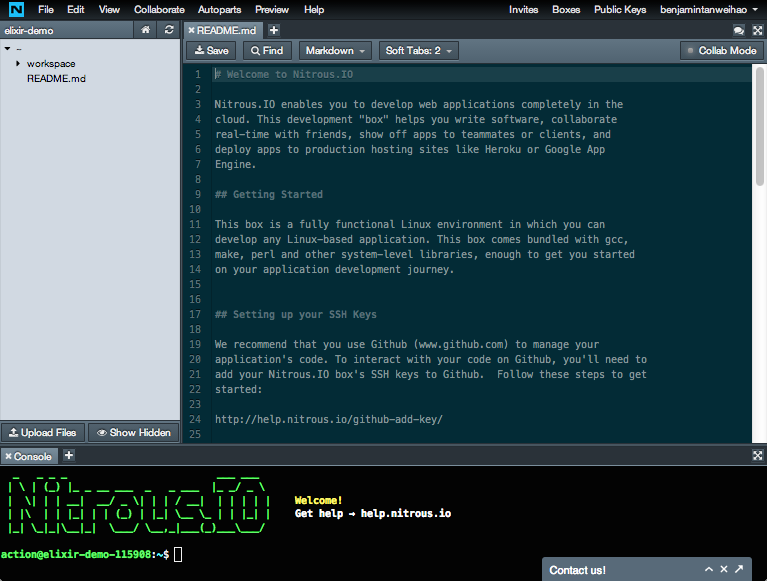 N File Edit View Collaborate Autoparts Preview Help Invites Boxes Public Keys benjamintanweihao
elixir-demo
README.md
Save Find Markdown Soft Tabs: 2 Collab Mode
~
workspace
README.md
1 # Welcome to Nitrous.IO
2
3 Nitrous.IO enables you to develop web applications completely in the
4 cloud. This development "box" helps you write software, collaborate
5 real-time with friends, show off apps to teammates or clients, and
6 deploy apps to production hosting sites like Heroku or Google App
7 Engine.
8
9 ## Getting Started
10
11 This box is a fully functional Linux environment in which you can
12 develop any Linux-based application. This box comes bundled with gcc,
13 make, perl and other system-level libraries, enough to get you started
14 on your application development journey.
15
16
17 ## Setting up your SSH Keys
18
19 We recommend that you use Github (www.github.com) to manage your
20 application's code. To interact with your code on Github, you'll need to
21 add your Nitrous.IO box's SSH keys to Github.  Follow these steps to get
22 started:
23
24 http://help.nitrous.io/github-add-key/
25
Upload Files Show Hidden
Console
Nitrous.IO
Welcome!
Get help → help.nitrous.io
action@elixir-demo-115908:~$
Contact us!